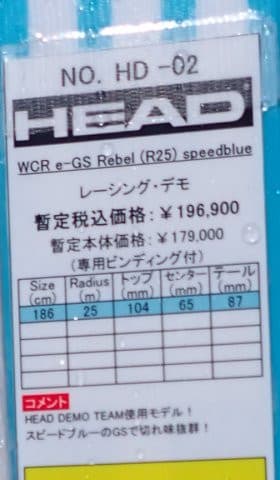 NO. HD -02
HEAD
WCR e-GS Rebel (R25) speedblue
レーシング・デモ
暫定税込価格：￥196,900
暫定本体価格：￥179,000
(専用ビンディング付)
Size (cm) Radius (m) トップ (mm) センター (mm) テール (mm)
186 25 104 65 87
コメント
HEAD DEMO TEAM使用モデル！
スピードブルーのGSで切れ味抜群！